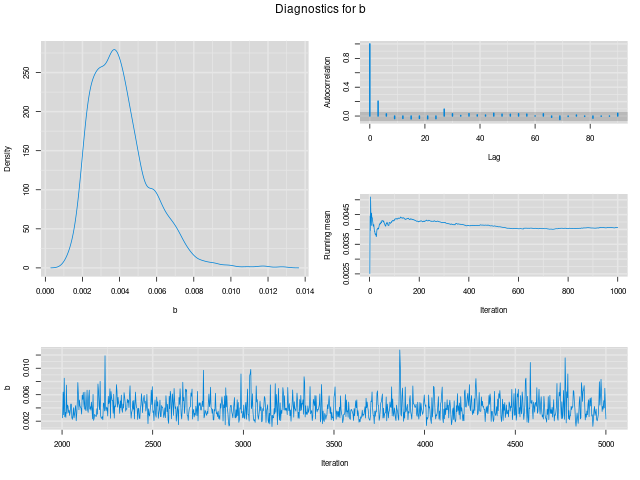 Diagnostics for b
Density
0 50 100 150 200 250
0.000 0.002 0.004 0.006 0.008 0.010 0.012 0.014
b
Autocorrelation
0.0 0.4 0.8
0 20 40 60 80
Lag
Running mean
0.0025 0.0035 0.0045
0 200 400 600 800 1000
Iteration
b
0.002 0.006 0.010
2000 2500 3000 3500 4000 4500 5000
Iteration